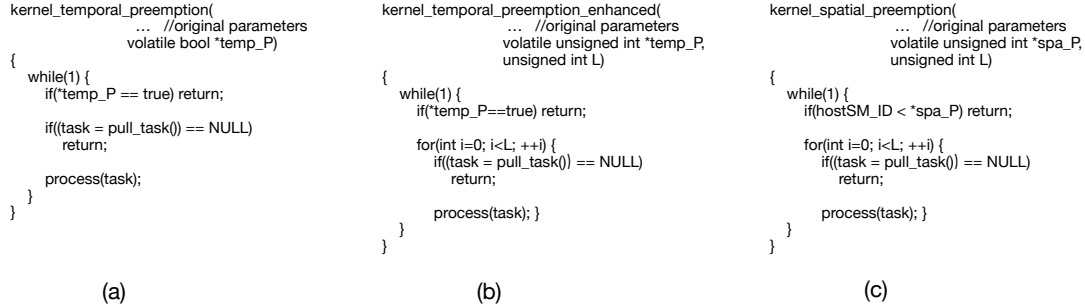 kernel_temporal_preemption(
… //original parameters
volatile bool *temp_P)
{
while(1) {
if(*temp_P == true) return;
if((task = pull_task()) == NULL)
return;
process(task);
}
}
(a)
kernel_temporal_preemption_enhanced(
… //original parameters
volatile unsigned int *temp_P,
unsigned int L)
{
while(1) {
if(*temp_P==true) return;
for(int i=0; i<L; ++i) {
if((task = pull_task()) == NULL)
return;
process(task); }
}
}
(b)
kernel_spatial_preemption(
… //original parameters
volatile unsigned int *spa_P,
unsigned int L)
{
while(1) {
if(hostSM_ID < *spa_P) return;
for(int i=0; i<L; ++i) {
if((task = pull_task()) == NULL)
return;
process(task); }
}
}
(c)